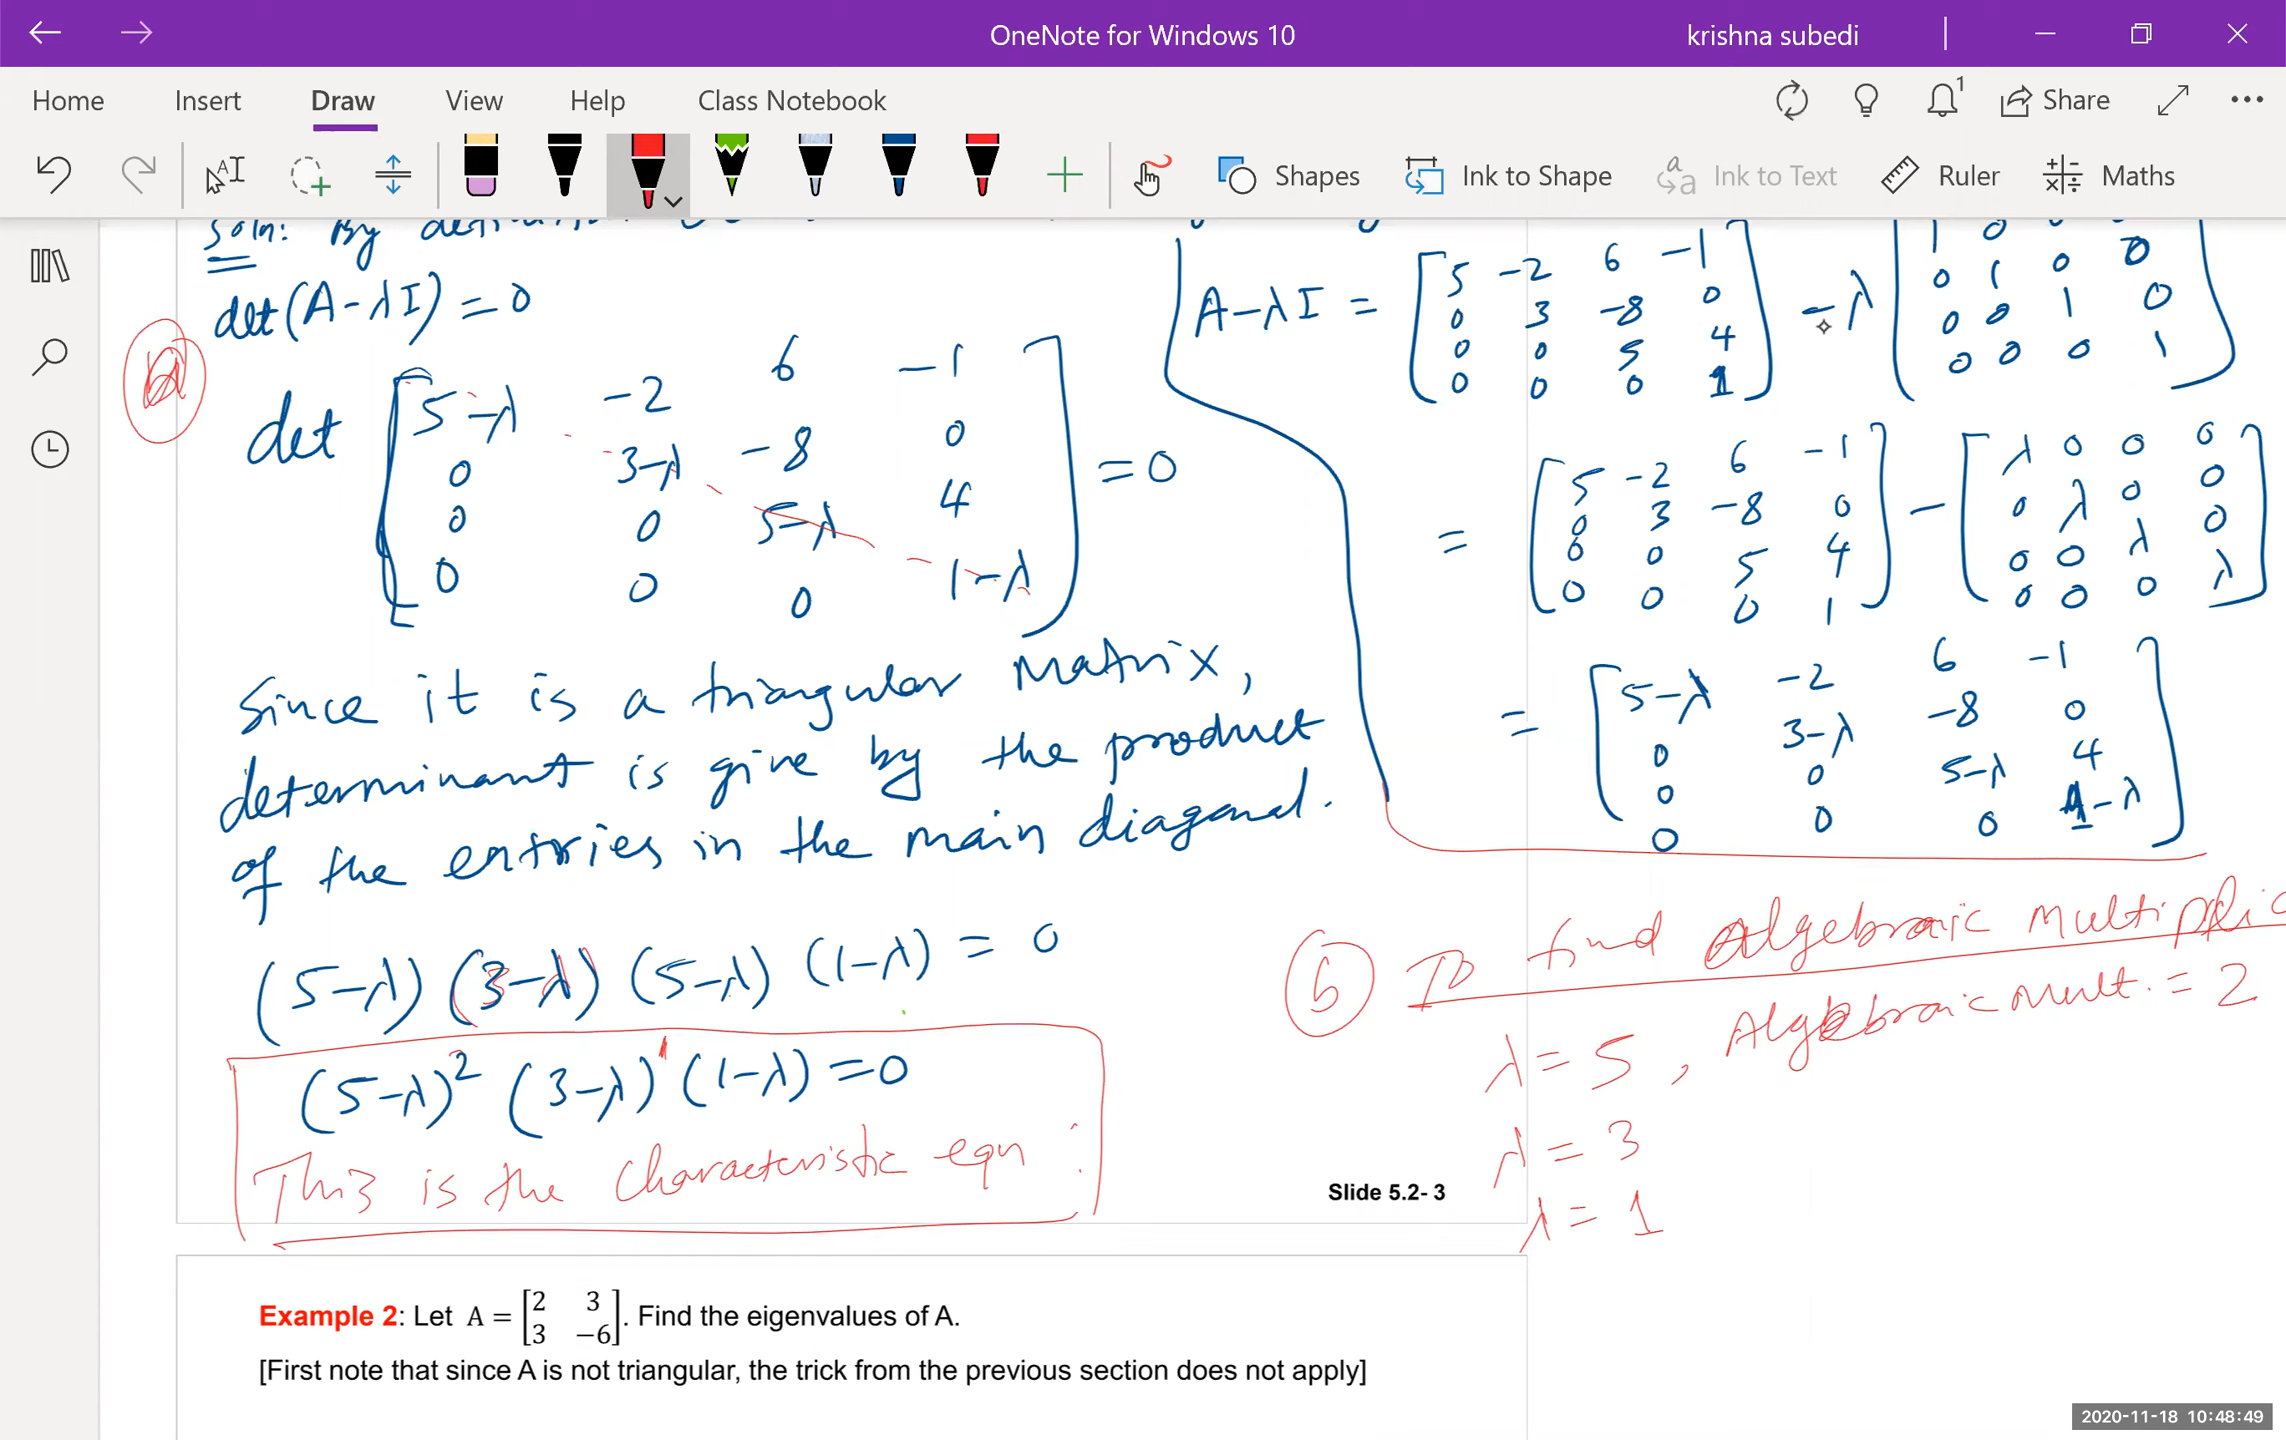 OneNote for Windows 10
krishna subedi
Home Insert Draw View Help Class Notebook
1
Share
Shapes
Ink to Shape
Ink to Text
Ruler
Maths
Soln: By
det(A-λI) = 0
a
det [5-λ -2 6 -1
0 3-λ -8 0
0 0 5-λ 4
0 0 0 1-λ] = 0
Since it is a triangular Matrix,
determinant is give by the product
of the entries in the main diagonal.
(5-λ) (3-λ) (5-λ) (1-λ) = 0
(5-λ)² (3-λ)¹ (1-λ) = 0
This is the characteristic eqn :
A-λI = [5 -2 6 -1
0 3 -8 0
0 0 5 4
0 0 0 1] - λ [1 0
0 1 0 0
0 0 1 0
0 0 0 1
= [5 -2 6 -1
0 3 -8 0
0 0 5 4
0 0 0 1] - [λ 0 0 0
0 λ 0 0
0 0 λ 0
0 0 0 λ]
= [5-λ -2 6 -1
0 3-λ -8 0
0 0 5-λ 4
0 0 0 1-λ]
b To find Algebraic Multiplic
λ = 5, Algebraic Mult. = 2
λ = 3
λ = 1
Slide 5.2- 3
Example 2: Let A = [2 3
3 −6]. Find the eigenvalues of A.
[First note that since A is not triangular, the trick from the previous section does not apply]
2020-11-18 10:48:49